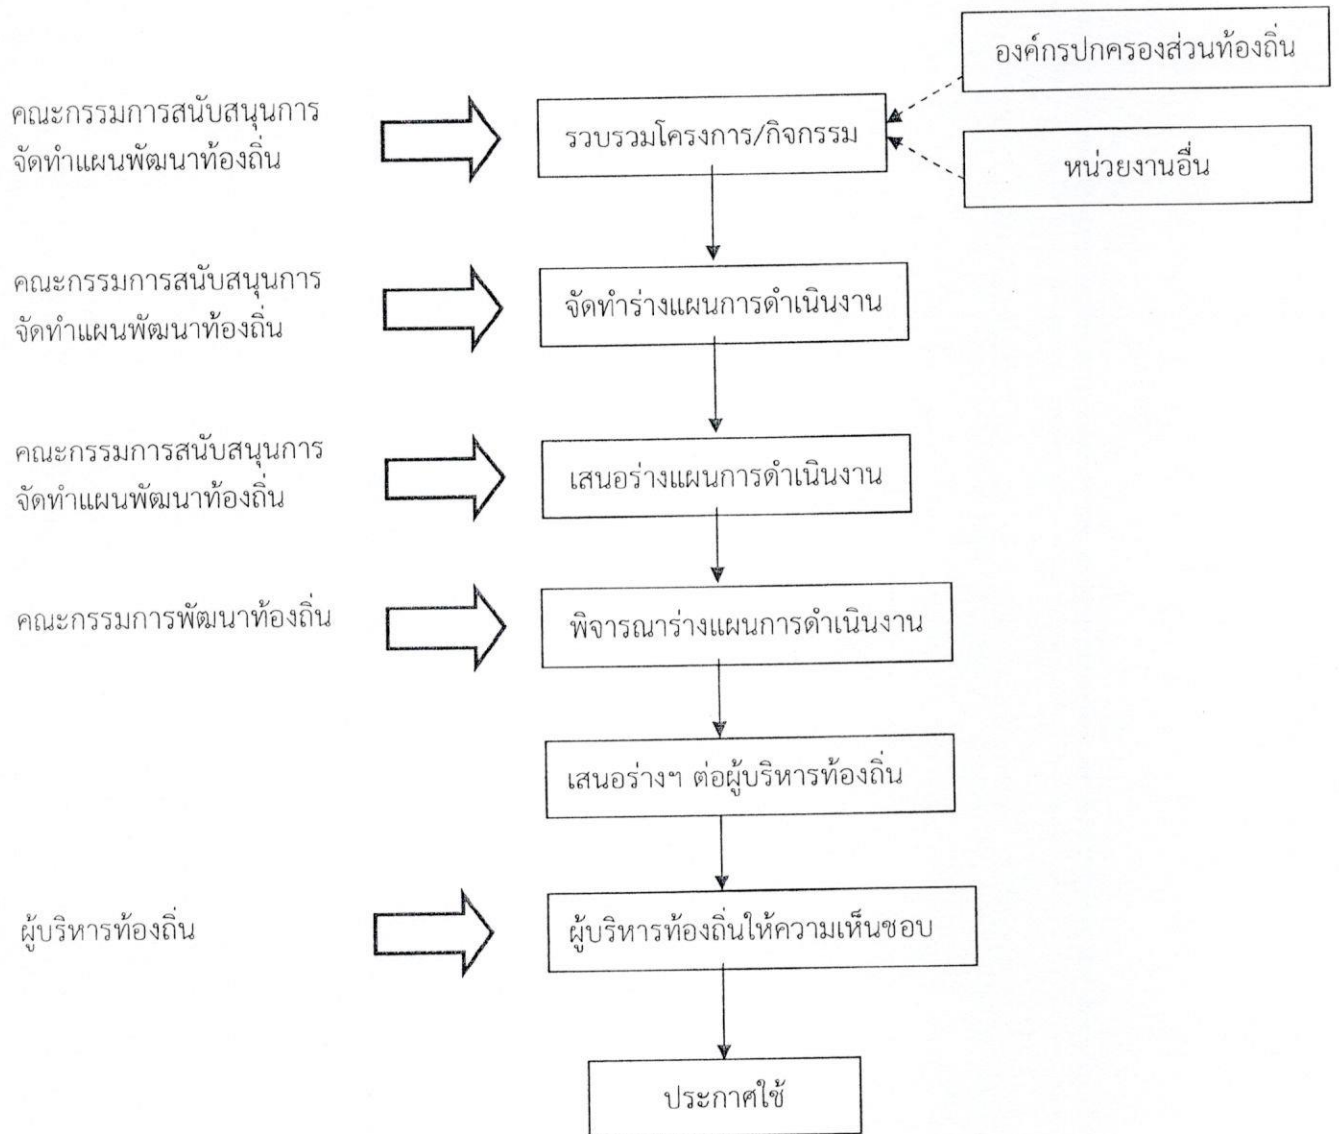 องค์กรปกครองส่วนท้องถิ่น
คณะกรรมการสนับสนุนการ
จัดทำแผนพัฒนาท้องถิ่น
รวบรวมโครงการ/กิจกรรม
หน่วยงานอื่น
คณะกรรมการสนับสนุนการ
จัดทำแผนพัฒนาท้องถิ่น
จัดทำร่างแผนการดำเนินงาน
คณะกรรมการสนับสนุนการ
จัดทำแผนพัฒนาท้องถิ่น
เสนอร่างแผนการดำเนินงาน
คณะกรรมการพัฒนาท้องถิ่น
พิจารณาร่างแผนการดำเนินงาน
เสนอร่างฯ ต่อผู้บริหารท้องถิ่น
ผู้บริหารท้องถิ่น
ผู้บริหารท้องถิ่นให้ความเห็นชอบ
ประกาศใช้